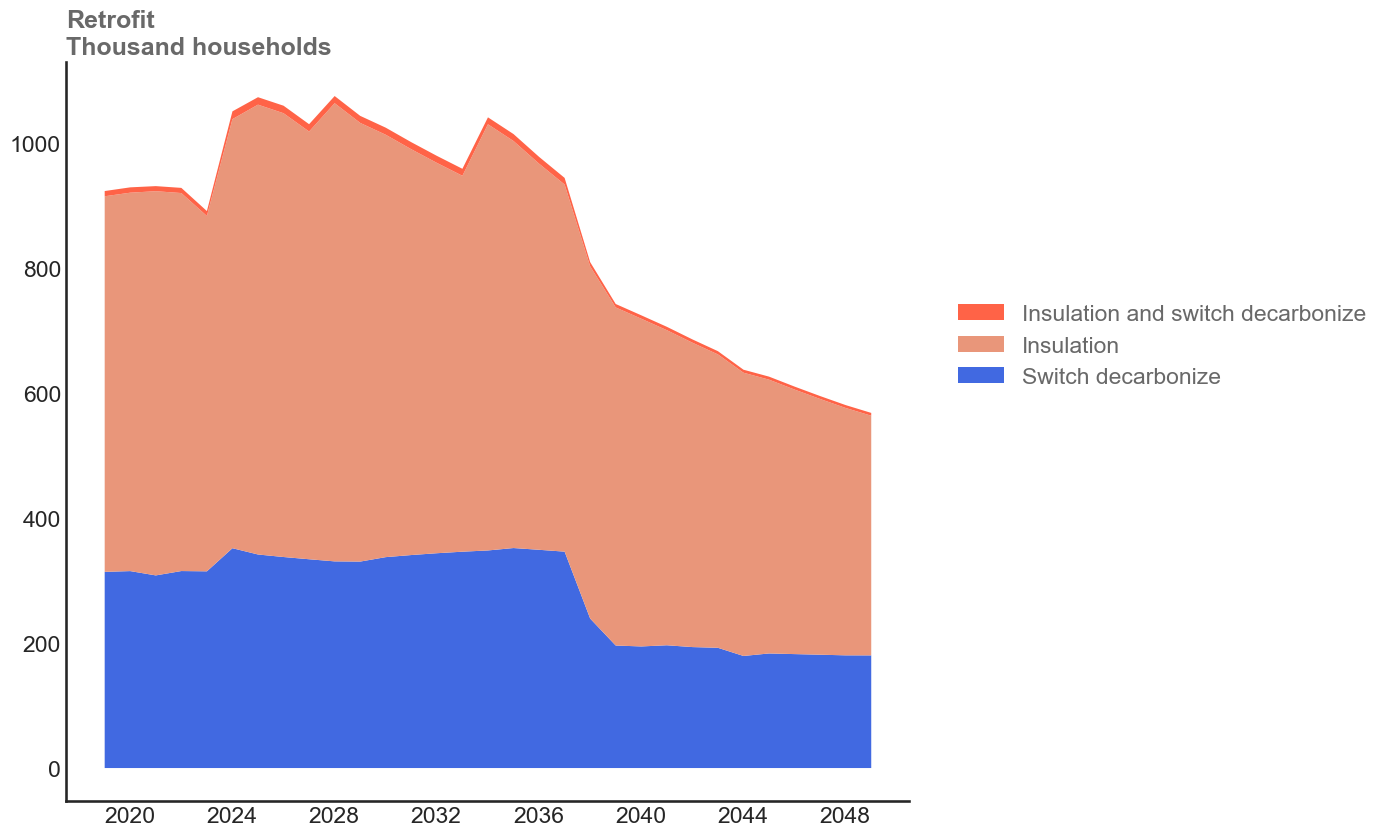 Retrofit
Thousand households
1000
800
600
400
200
0
2020 2024 2028 2032 2036 2040 2044 2048
Insulation and switch decarbonize
Insulation
Switch decarbonize